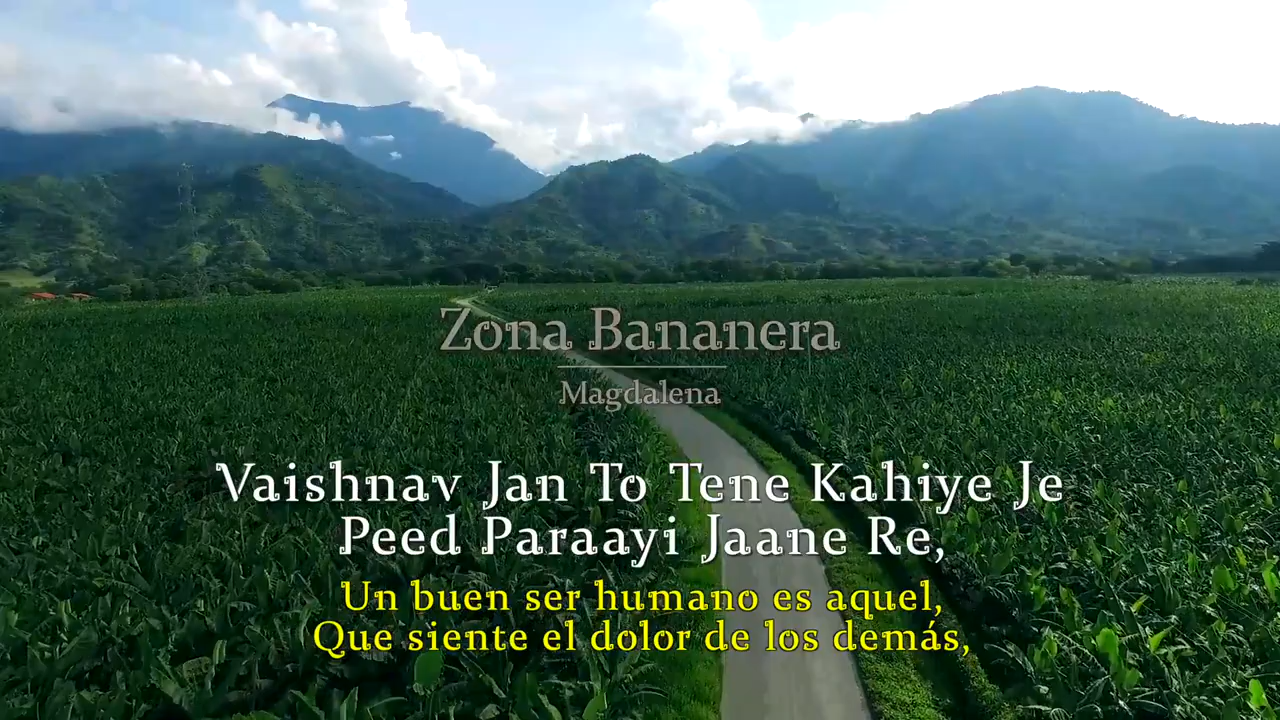 Zona Bananera
Magdalena
Vaishnav Jan To Tene Kahiye Je
Peed Paraayi Jaane Re,
Un buen ser humano es aquel,
Que siente el dolor de los demás,